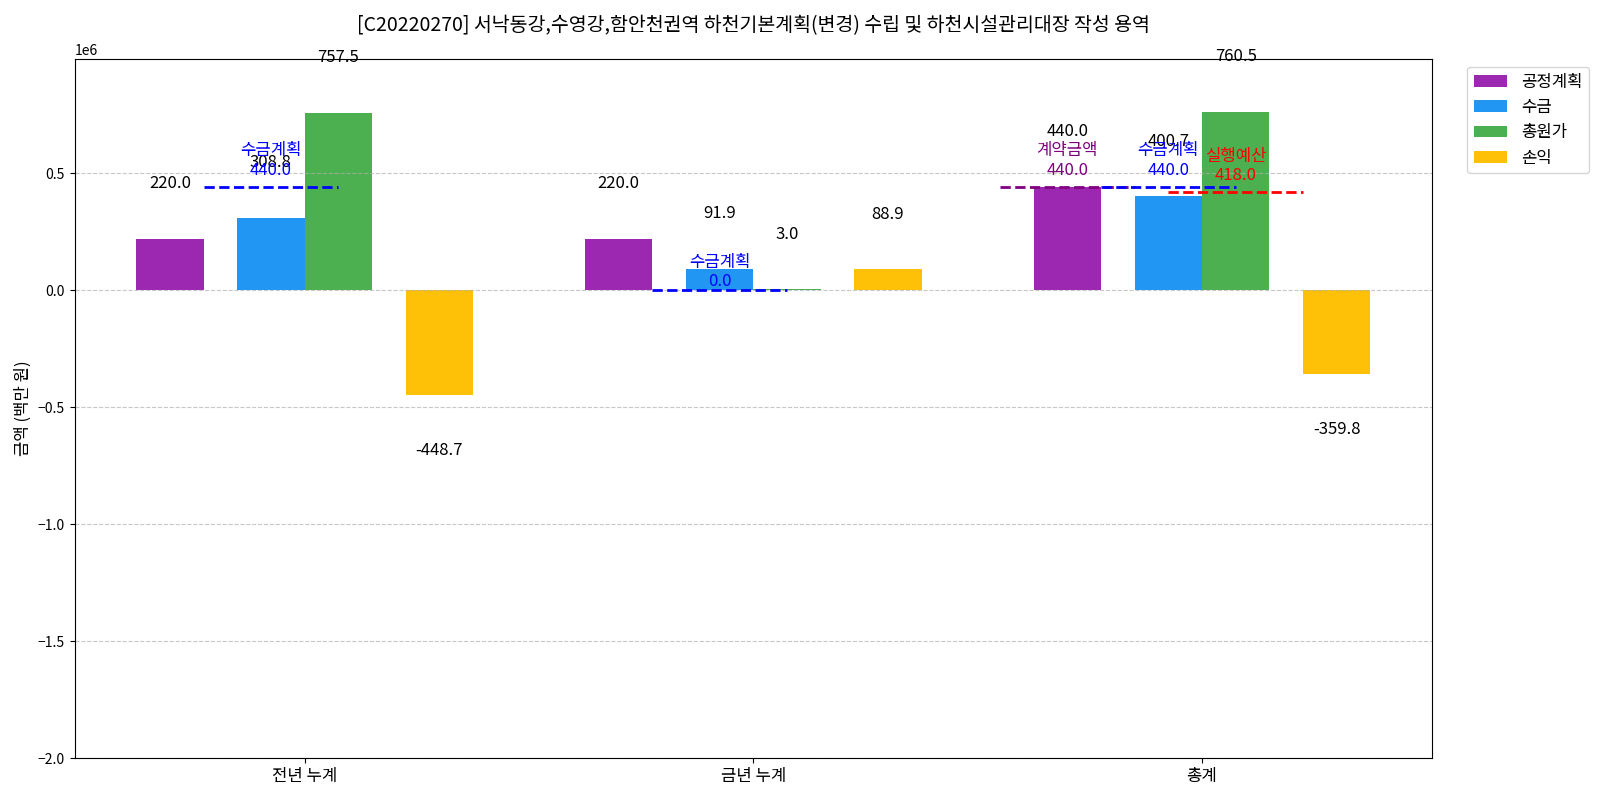 [C20220270] 서낙동강,수영강,함안천권역 하천기본계획(변경) 수립 및 하천시설관리대장 작성 용역
1e6
757.5
760.5
공정계획
수금
총원가
손익
440.0
400.7
수금계획
308.8
440.0
계약금액
440.0
수금계획
440.0
실행예산
418.0
220.0
220.0
91.9
3.0
88.9
수금계획
0.0
-448.7
-359.8
0.5
0.0
−0.5
−1.0
−1.5
−2.0
금액 (백만 원)
전년 누계
금년 누계
총계